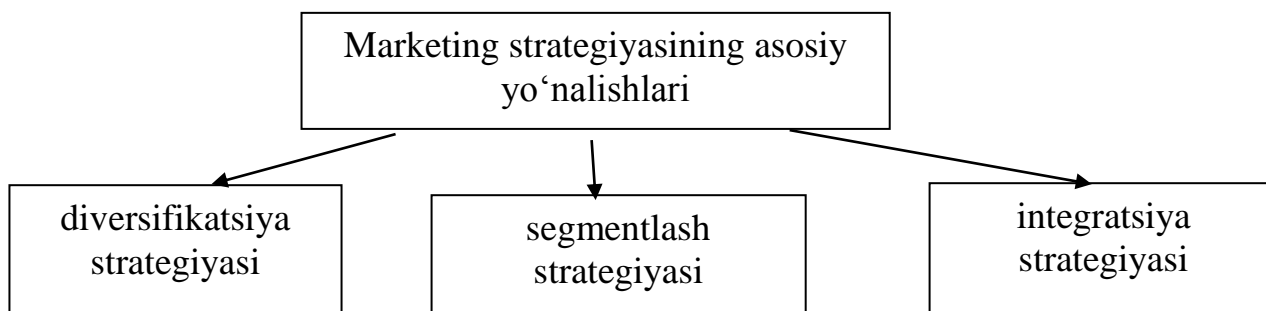 Marketing strategiyasining asosiy
yo‘nalishlari
diversifikatsiya
strategiyasi
segmentlash
strategiyasi
integratsiya
strategiyasi